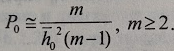 P₀ ≅ m / (h̄₀²(m−1)), m ≥ 2.